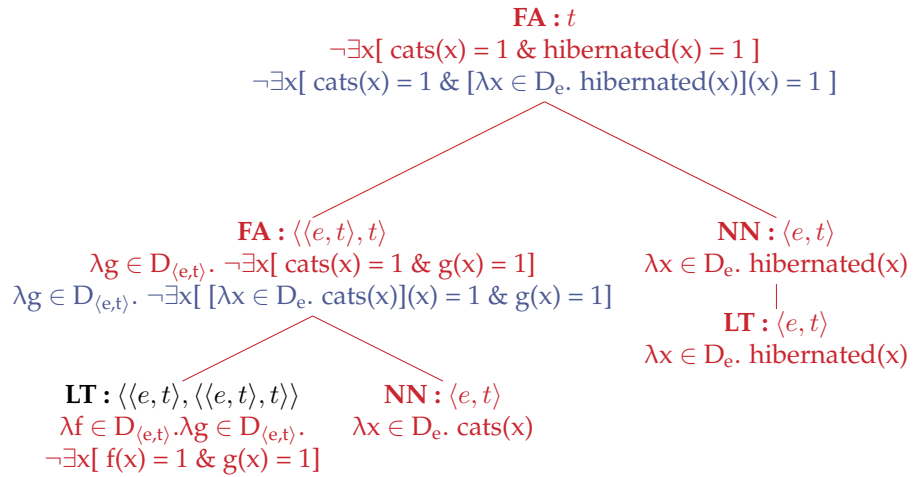 FA : t
¬∃x[ cats(x) = 1 & hibernated(x) = 1 ]
¬∃x[ cats(x) = 1 & [λx ∈ Dₑ. hibernated(x)](x) = 1 ]
FA : ⟨⟨e, t⟩, t⟩
λg ∈ D⟨e,t⟩. ¬∃x[ cats(x) = 1 & g(x) = 1]
λg ∈ D⟨e,t⟩. ¬∃x[ [λx ∈ Dₑ. cats(x)](x) = 1 & g(x) = 1]
NN : ⟨e, t⟩
λx ∈ Dₑ. hibernated(x)
LT : ⟨e, t⟩
λx ∈ Dₑ. hibernated(x)
LT : ⟨⟨e, t⟩, ⟨⟨e, t⟩, t⟩⟩
λf ∈ D⟨e,t⟩.λg ∈ D⟨e,t⟩.
¬∃x[ f(x) = 1 & g(x) = 1]
NN : ⟨e, t⟩
λx ∈ Dₑ. cats(x)